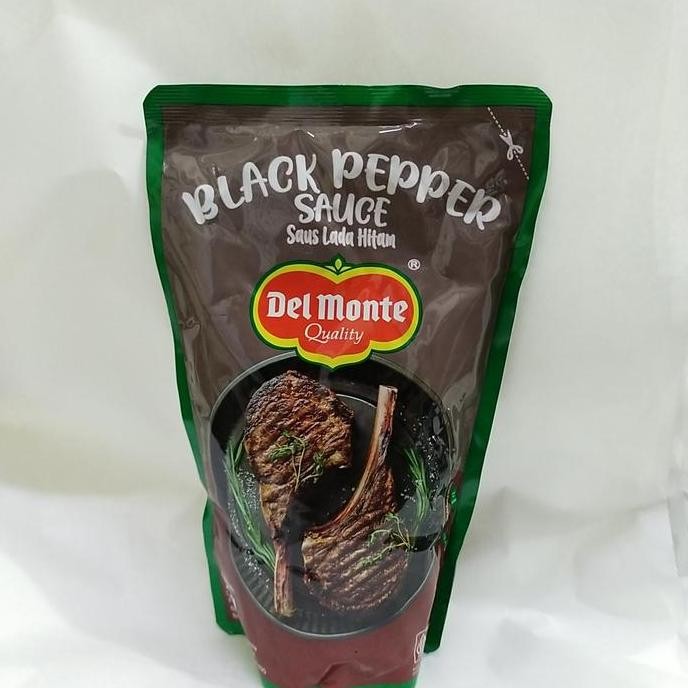 BLACK PEPPER
SAUCE
Saus Lada Hitam
®
Del Monte
Quality